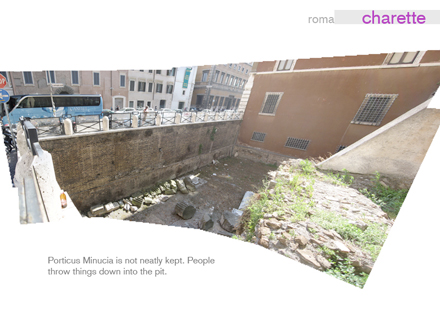 roma charette
Porticus Minucia is not neatly kept. People
throw things down into the pit.